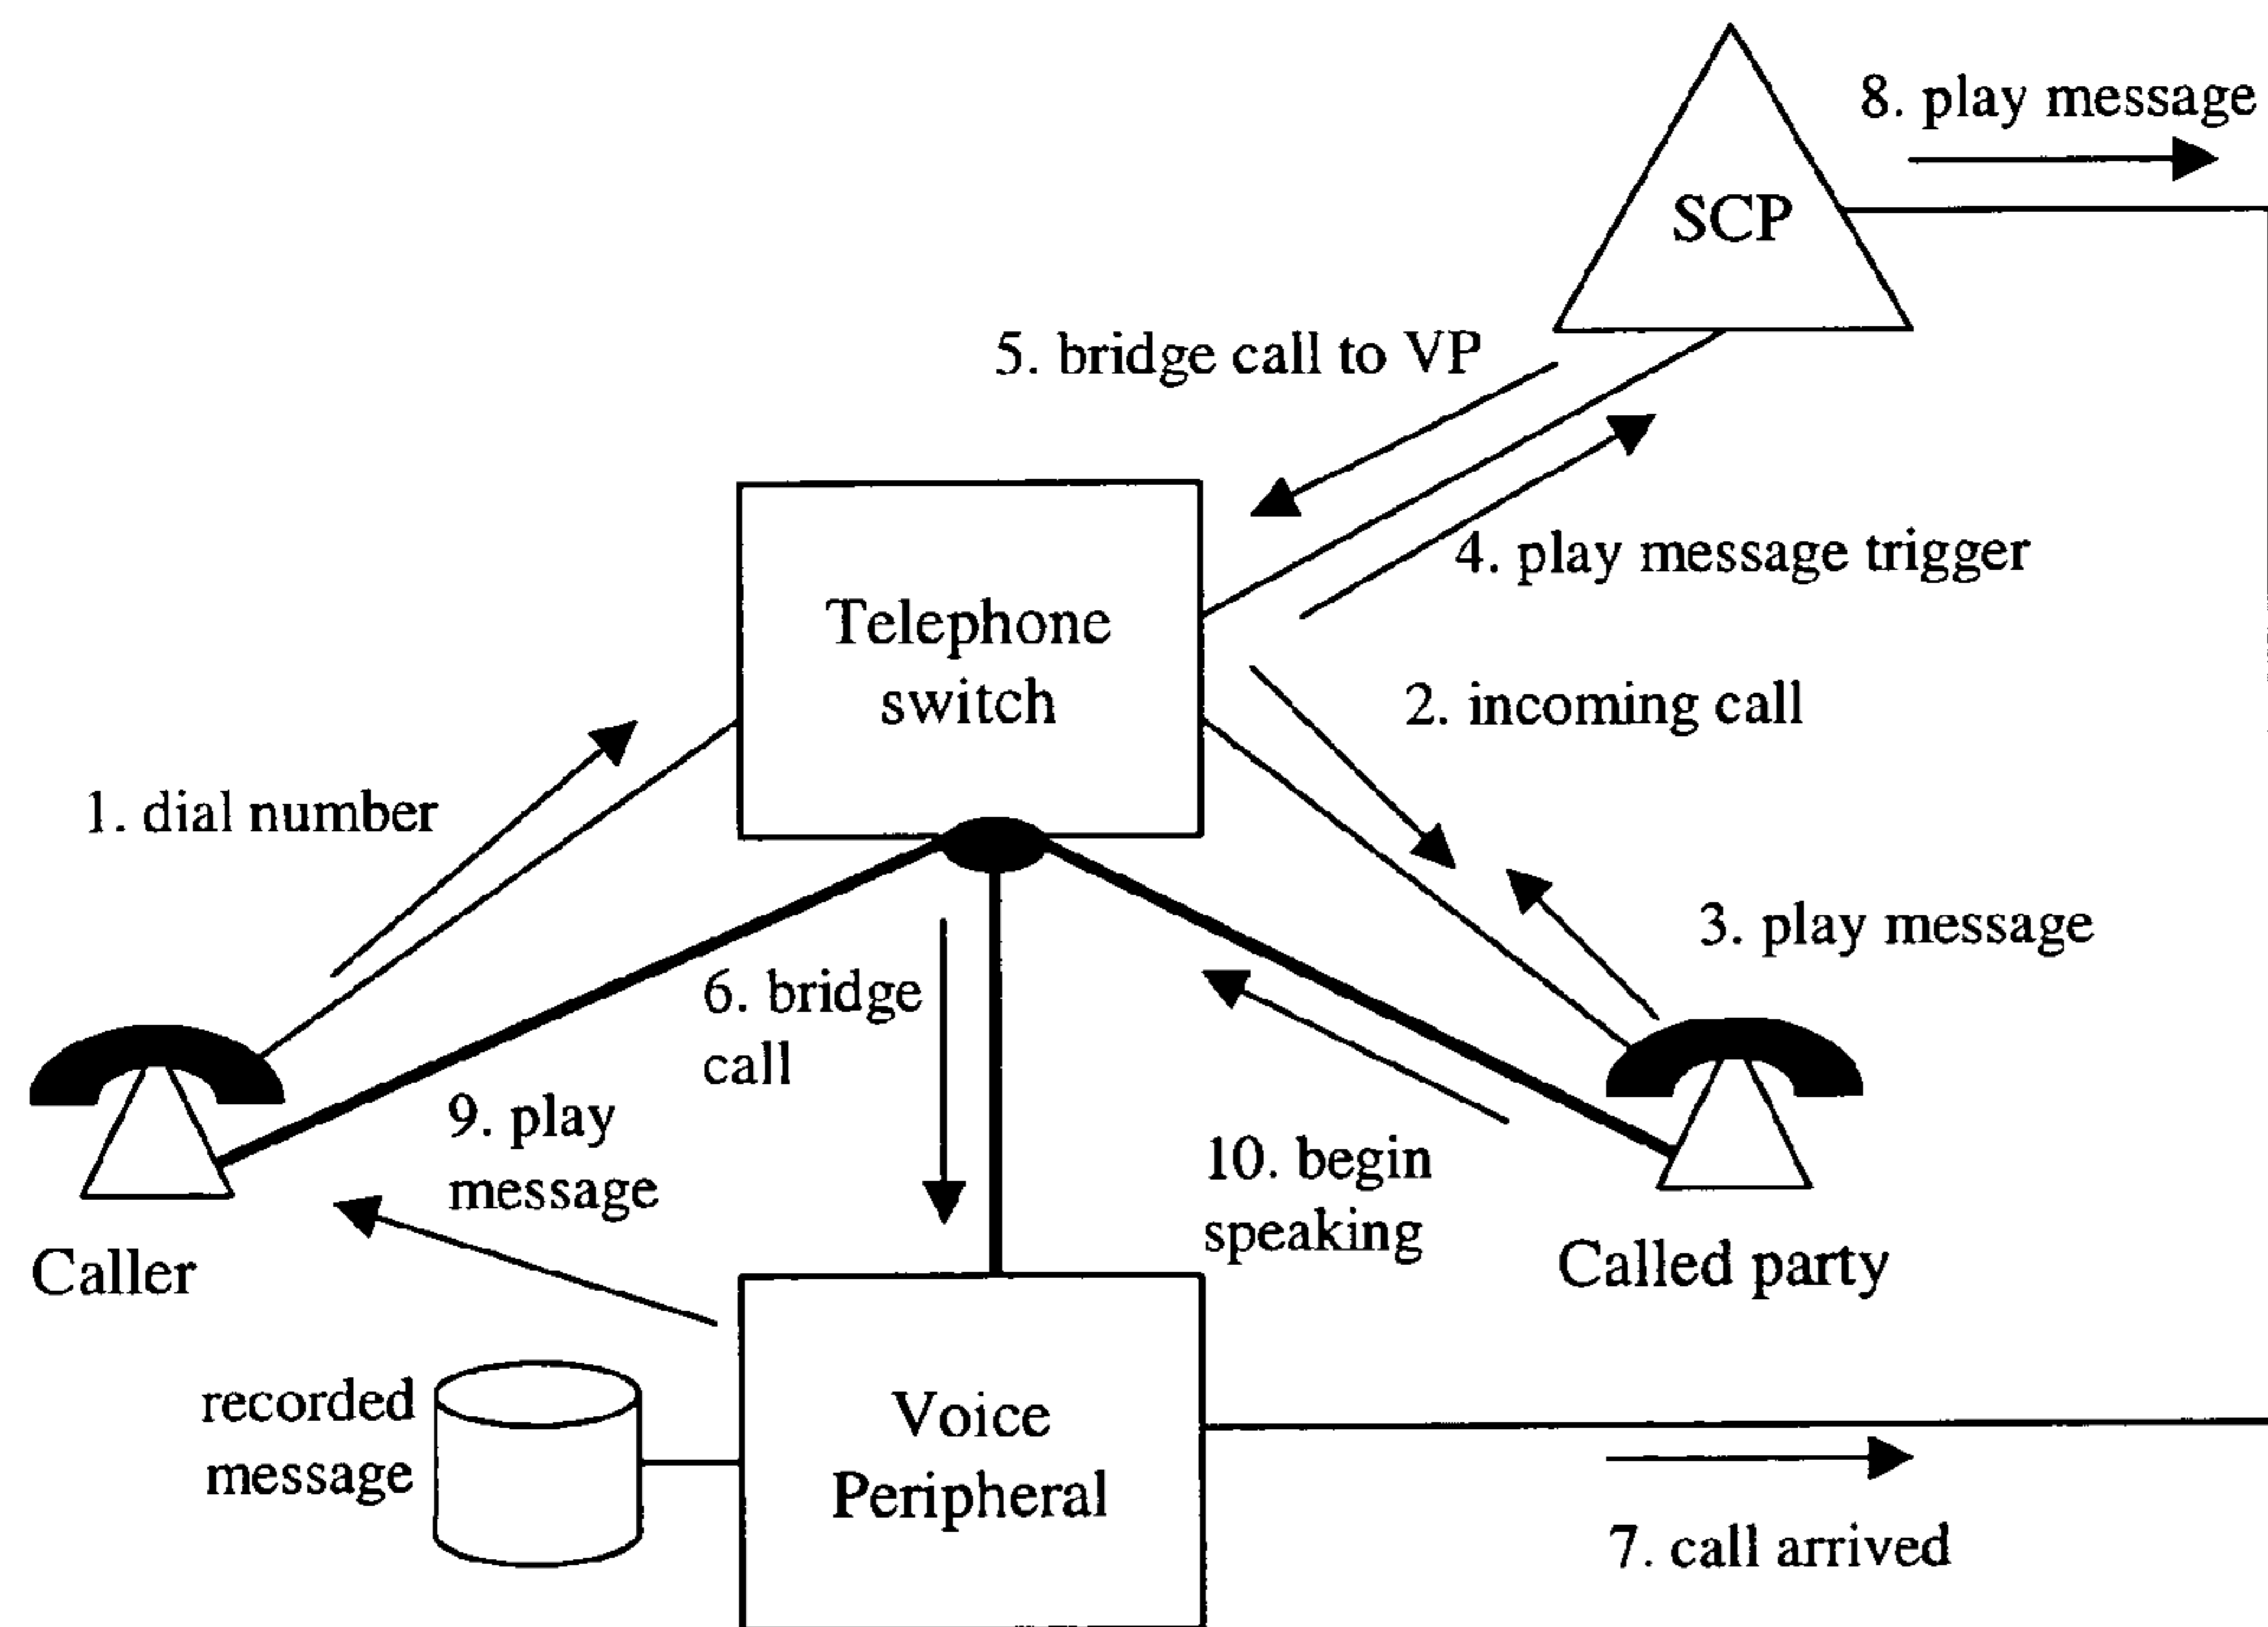 8. play message
SCP
5. bridge call to VP
4. play message trigger
Telephone
switch
2. incoming call
1. dial number
3. play message
6. bridge
call
9. play
message
10. begin
speaking
Caller
Called party
recorded
message
Voice
Peripheral
7. call arrived